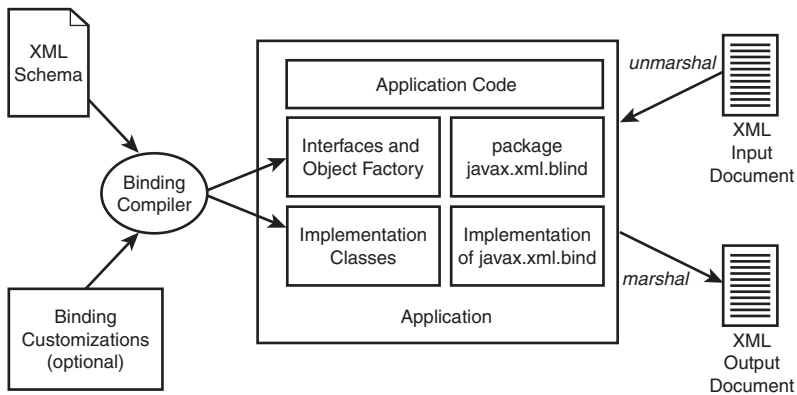 XML
Schema
Binding
Compiler
Binding
Customizations
(optional)
Application Code
Interfaces and
Object Factory
package
javax.xml.blind
Implementation
Classes
Implementation
of javax.xml.bind
Application
unmarshal
XML
Input
Document
marshal
XML
Output
Document